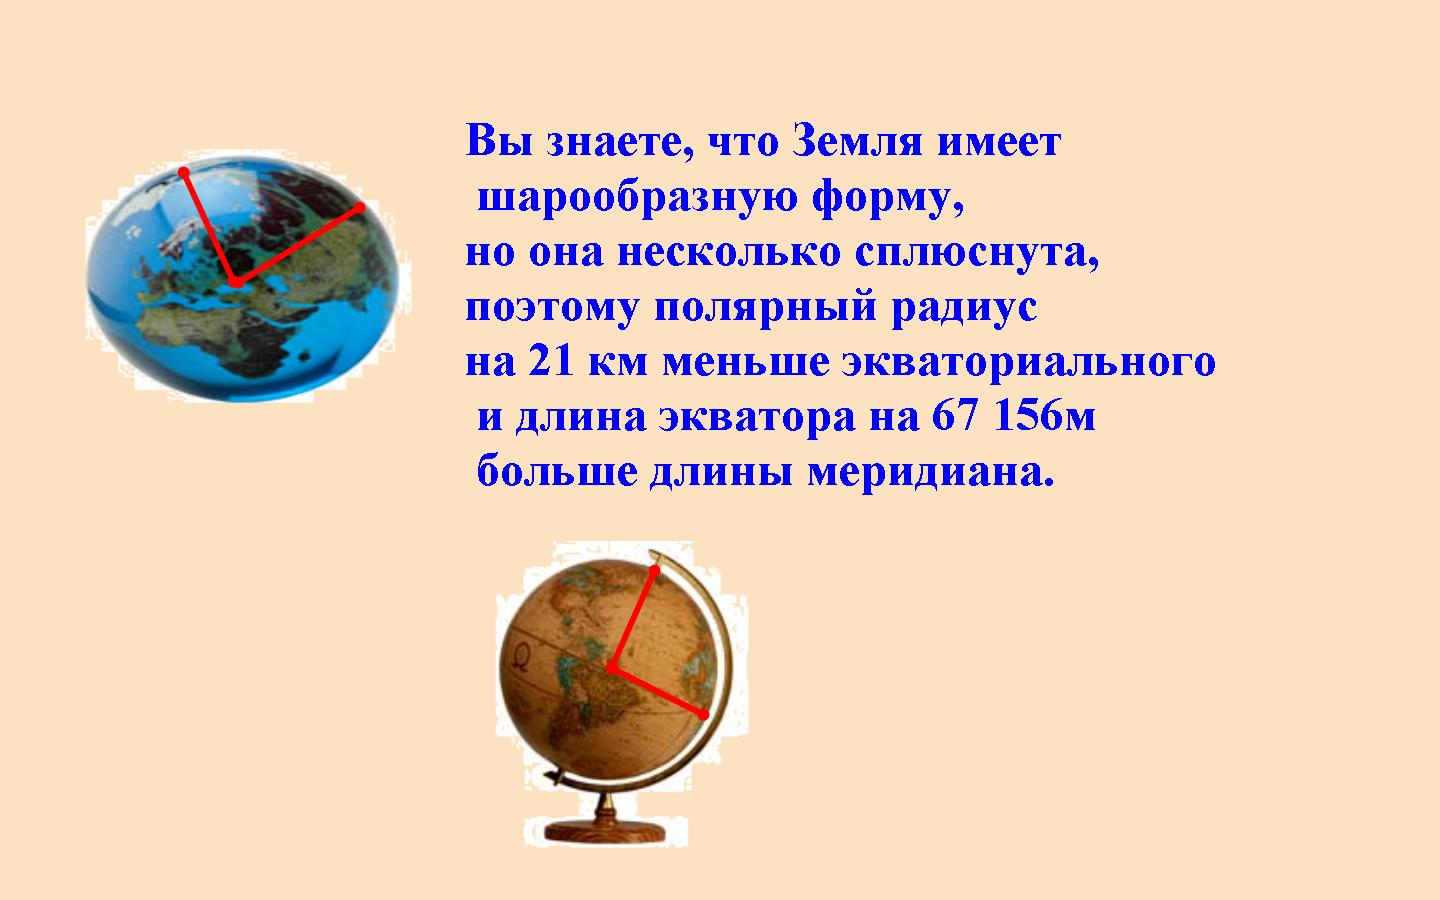 Вы знаете, что Земля имеет
шарообразную форму,
но она несколько сплюснута,
поэтому полярный радиус
на 21 км меньше экваториального
и длина экватора на 67 156м
больше длины меридиана.